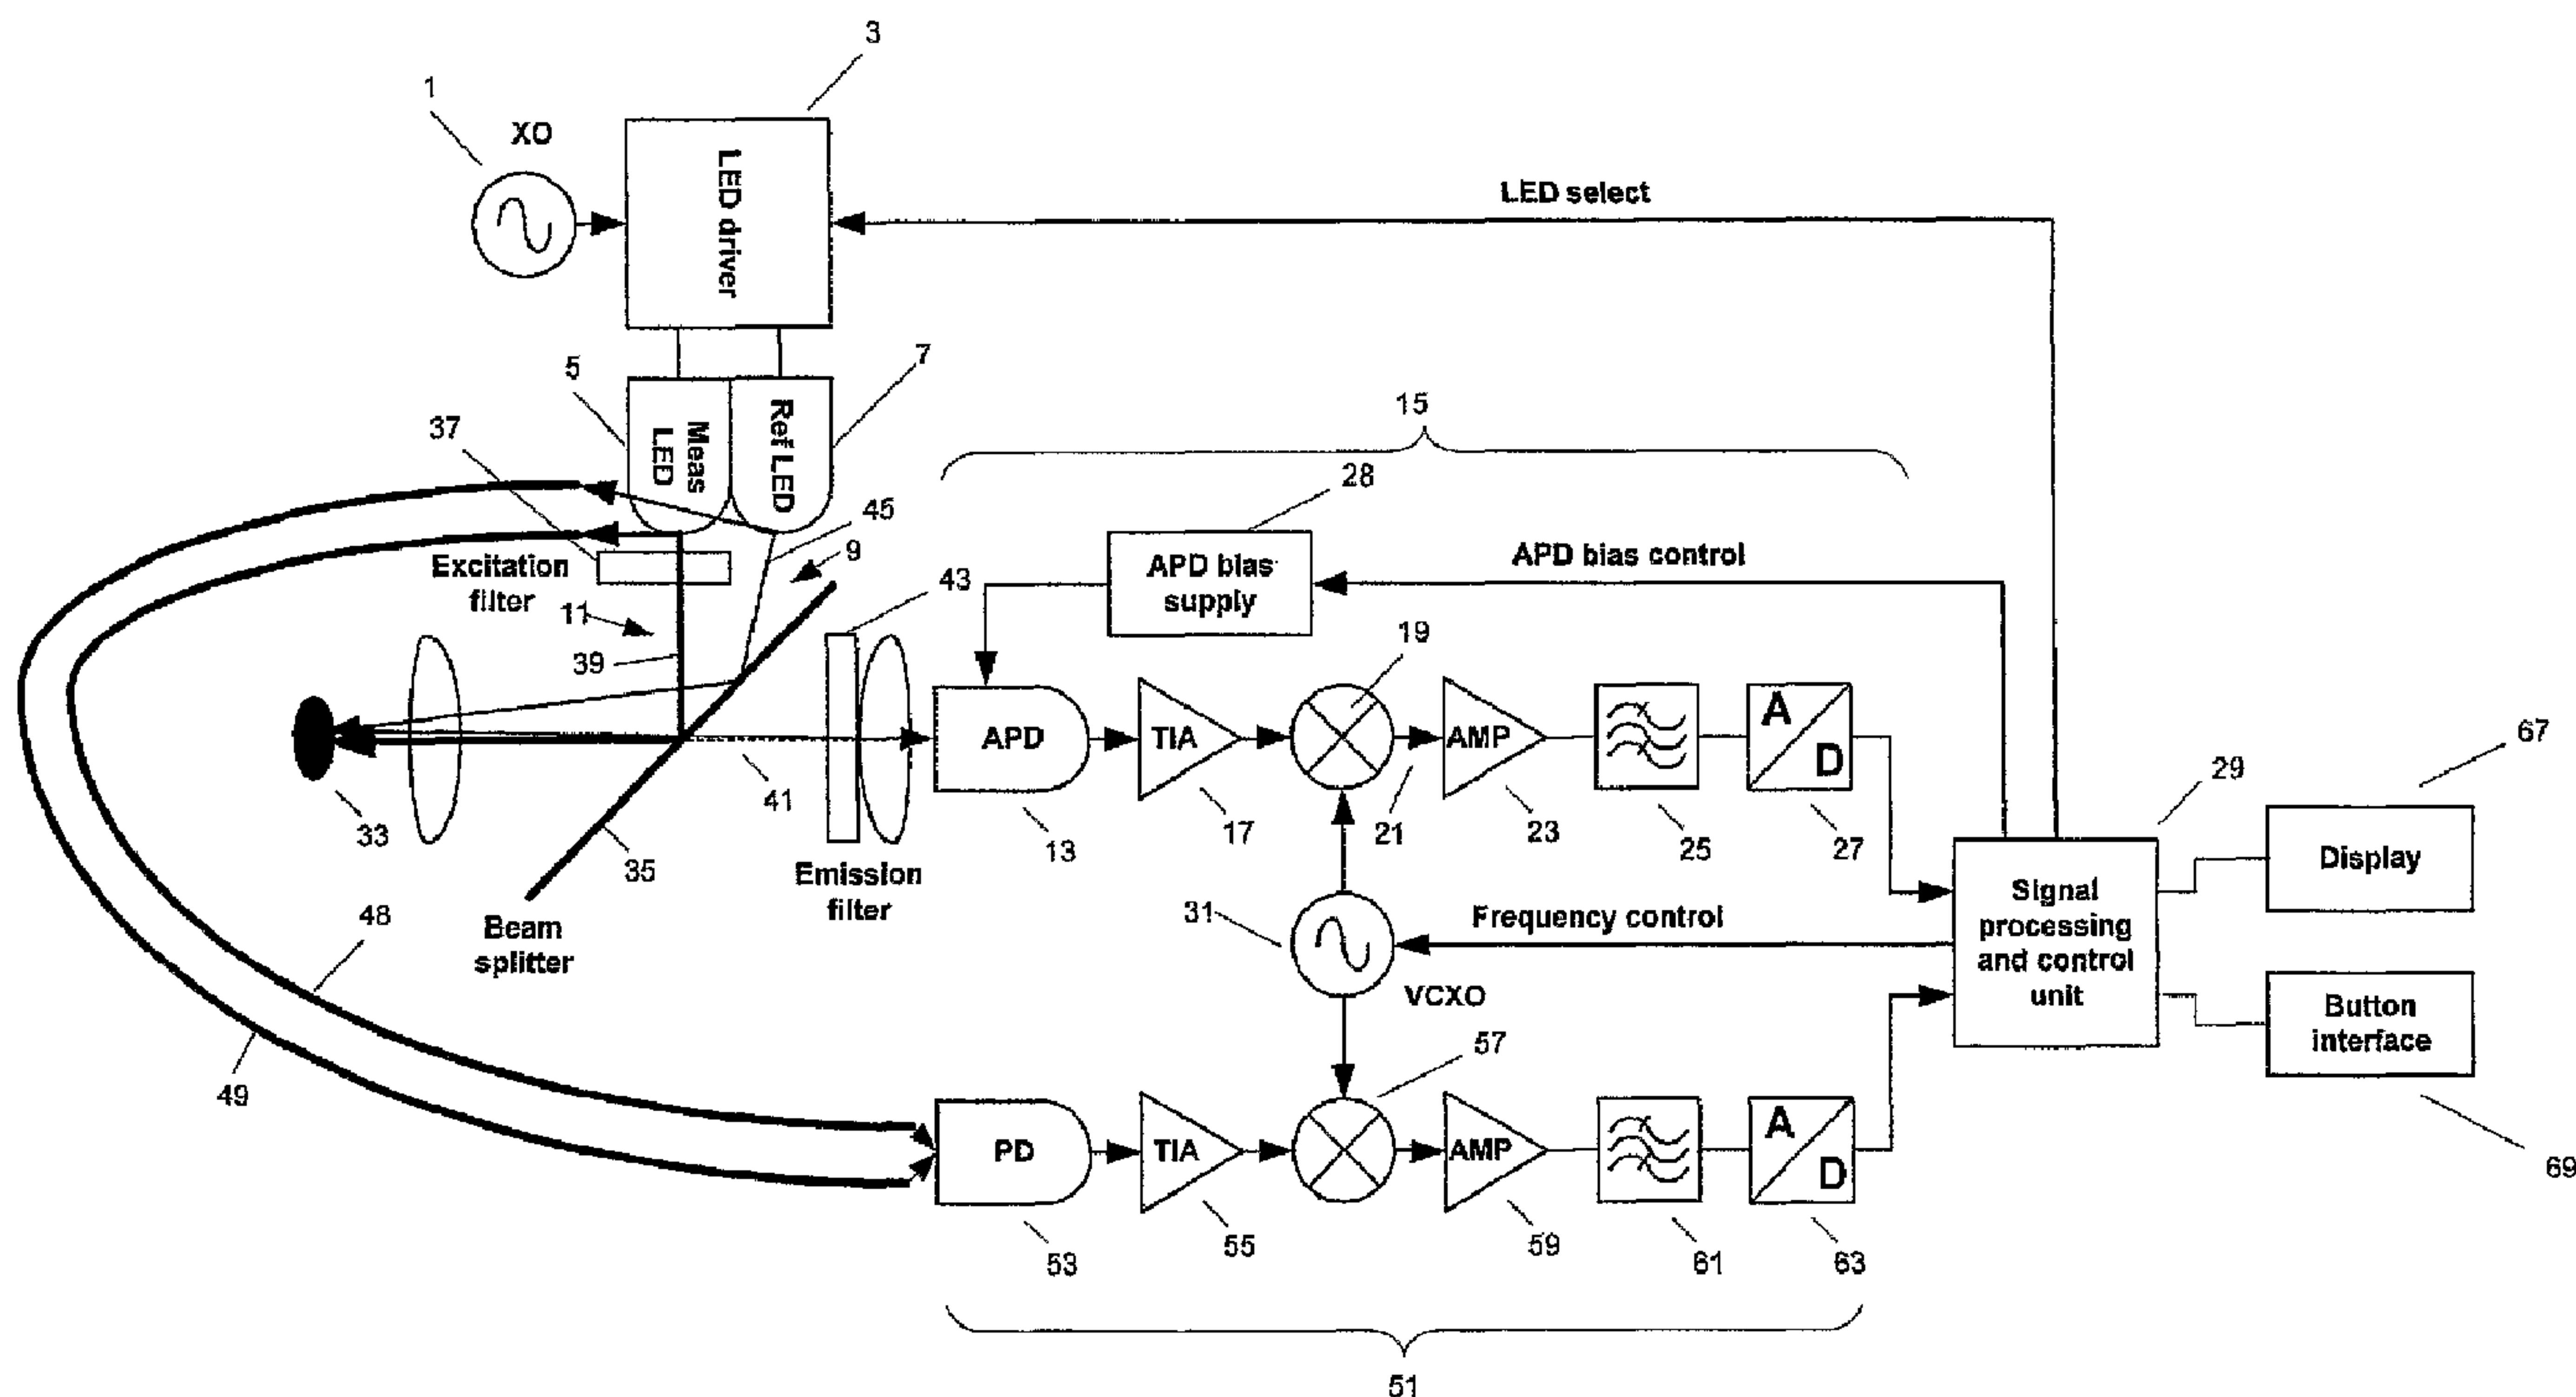 3
1
XO
LED driver
LED select
5
7
37
Meas
LED
Ref LED
15
28
45
9
Excitation
filter
43
APD bias
supply
APD bias control
11
39
19
APD
TIA
AMP
A
D
67
29
33
41
13
17
21
23
25
27
35
Emission
filter
Display
Signal
processing
and control
unit
48
Beam
splitter
31
Frequency control
VCXO
Button
interface
57
49
PD
TIA
AMP
A
D
69
53
55
59
61
63
51